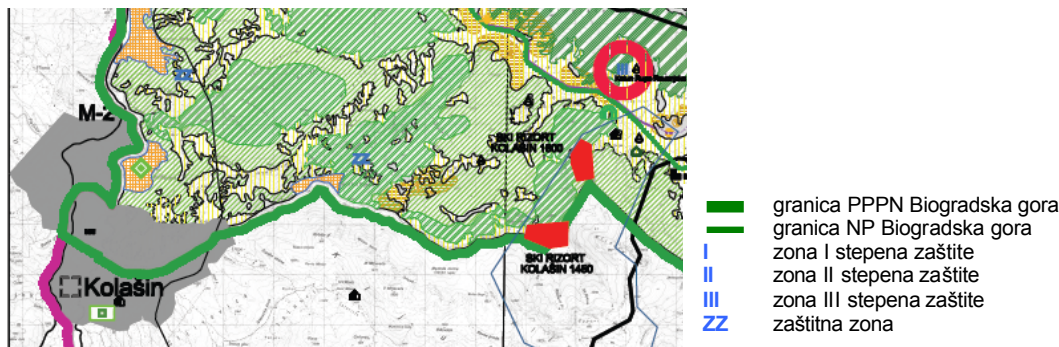 ZZ
III
M-2
SKI RIZORT
KOLAŠIN 1600
ZZ
SKI RIZORT
KOLAŠIN 1450
Kolašin
granica PPPN Biogradska gora
granica NP Biogradska gora
I zona I stepena zaštite
II zona II stepena zaštite
III zona III stepena zaštite
ZZ zaštitna zona